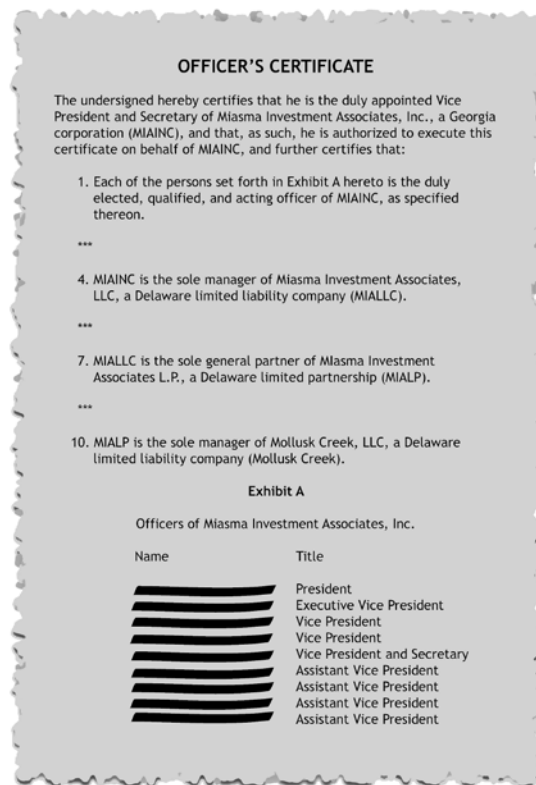 OFFICER’S CERTIFICATE
The undersigned hereby certifies that he is the duly appointed Vice
President and Secretary of Miasma Investment Associates, Inc., a Georgia
corporation (MIAINC), and that, as such, he is authorized to execute this
certificate on behalf of MIAINC, and further certifies that:
1. Each of the persons set forth in Exhibit A hereto is the duly
elected, qualified, and acting officer of MIAINC, as specified
thereon.
***
4. MIAINC is the sole manager of Miasma Investment Associates,
LLC, a Delaware limited liability company (MIALLC).
***
7. MIALLC is the sole general partner of MIasma Investment
Associates L.P., a Delaware limited partnership (MIALP).
***
10. MIALP is the sole manager of Mollusk Creek, LLC, a Delaware
limited liability company (Mollusk Creek).
Exhibit A
Officers of Miasma Investment Associates, Inc.
Name Title
President
Executive Vice President
Vice President
Vice President
Vice President and Secretary
Assistant Vice President
Assistant Vice President
Assistant Vice President
Assistant Vice President